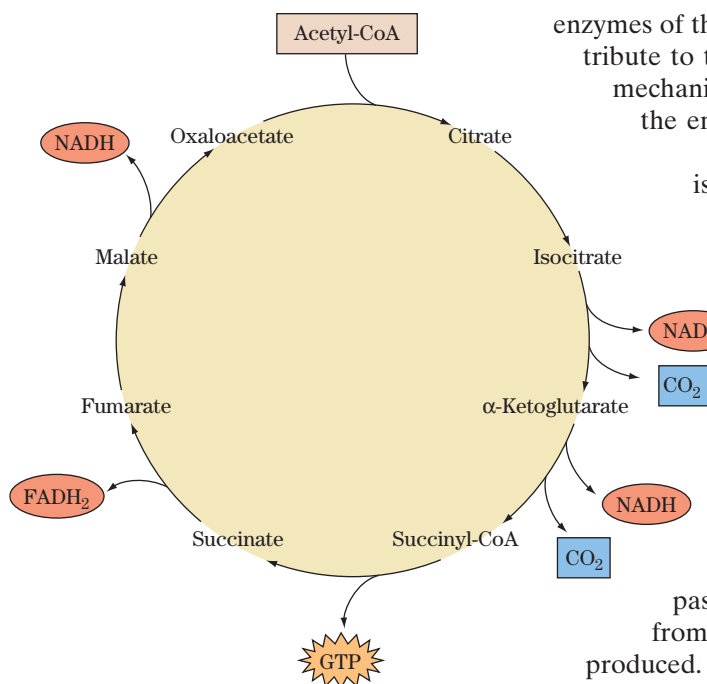 Acetyl-CoA
Oxaloacetate
Citrate
Isocitrate
NAD
CO2
α-Ketoglutarate
NADH
CO2
Succinyl-CoA
GTP
Succinate
FADH2
Fumarate
Malate
NADH
enzymes of th
tribute to t
mechani
the en
is
pas
from
produced.